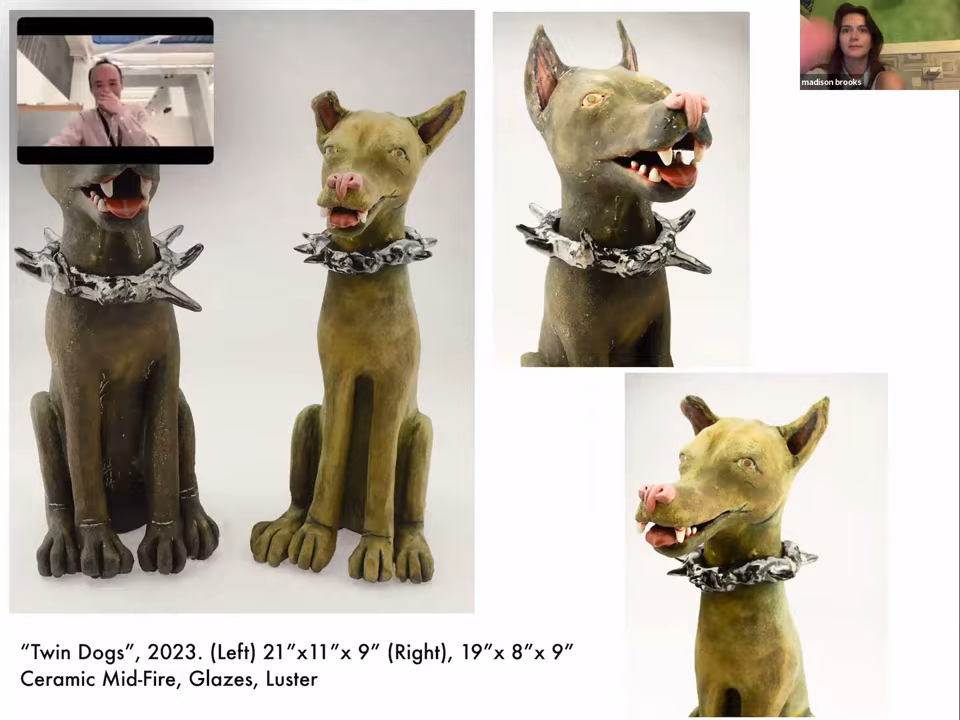 madison brooks
“Twin Dogs”, 2023. (Left) 21”x11”x 9” (Right), 19”x 8”x 9”
Ceramic Mid-Fire, Glazes, Luster